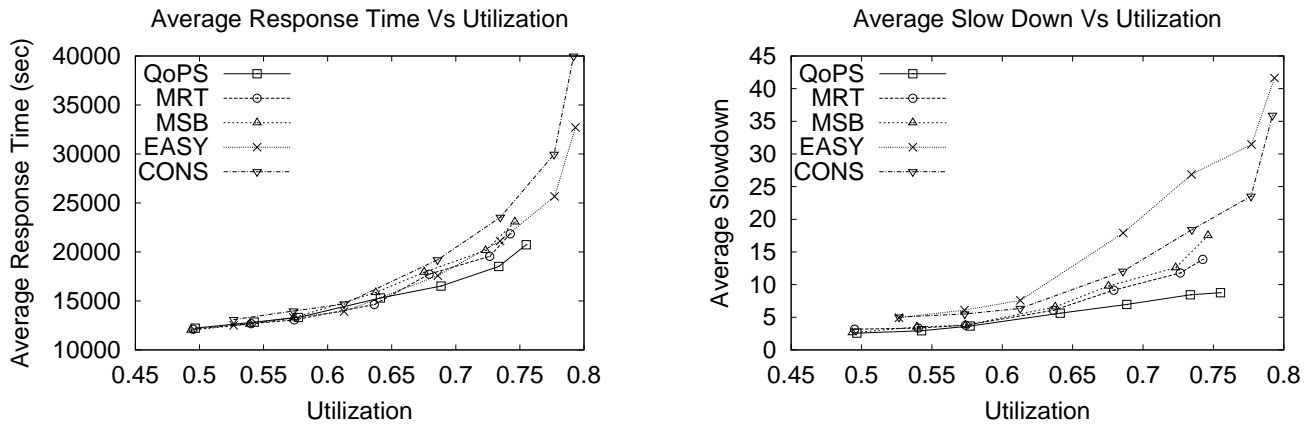 Average Response Time Vs Utilization
Average Response Time (sec)
40000
35000
30000
25000
20000
15000
10000
QoPS
MRT
MSB
EASY
CONS
0.45 0.5 0.55 0.6 0.65 0.7 0.75 0.8
Utilization
Average Slow Down Vs Utilization
Average Slowdown
45
40
35
30
25
20
15
10
5
0
QoPS
MRT
MSB
EASY
CONS
0.45 0.5 0.55 0.6 0.65 0.7 0.75 0.8
Utilization